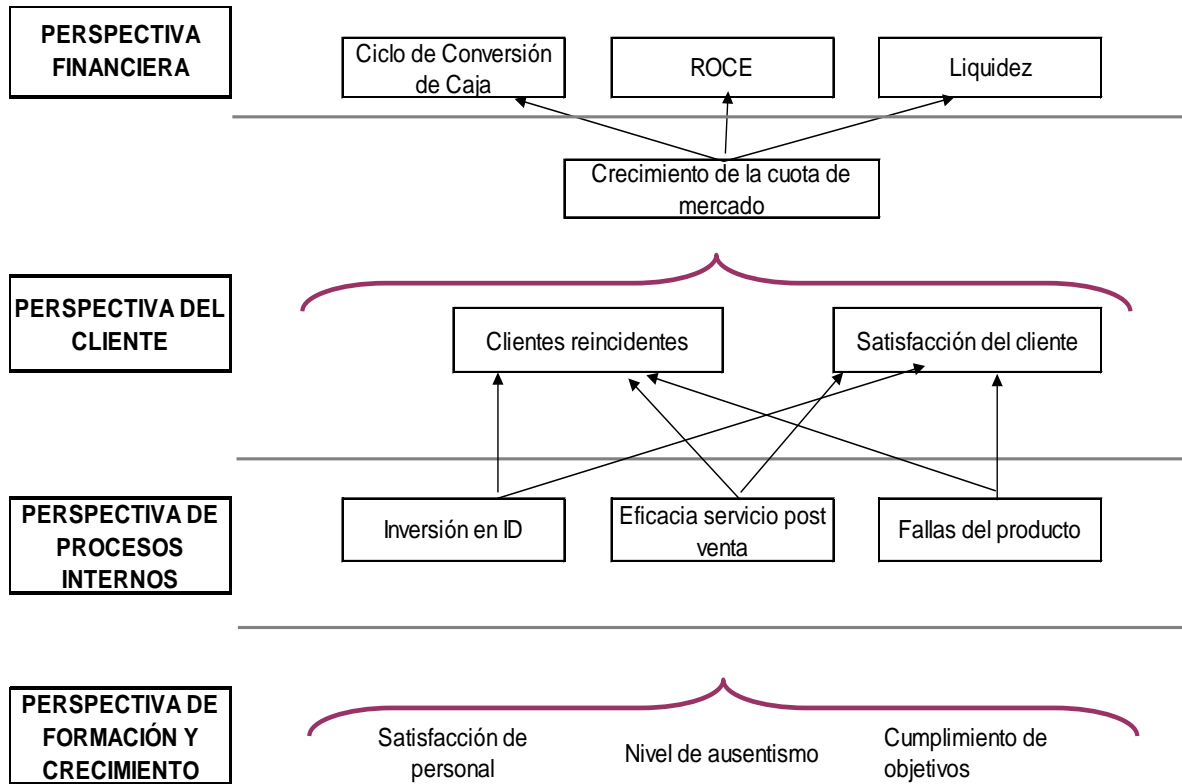 PERSPECTIVA
FINANCIERA
Ciclo de Conversión
de Caja
ROCE
Liquidez
Crecimiento de la cuota de
mercado
PERSPECTIVA DEL
CLIENTE
Clientes reincidentes
Satisfacción del cliente
PERSPECTIVA DE
PROCESOS
INTERNOS
Inversión en ID
Eficacia servicio post
venta
Fallas del producto
PERSPECTIVA DE
FORMACIÓN Y
CRECIMIENTO
Satisfacción de
personal
Nivel de ausentismo
Cumplimiento de
objetivos